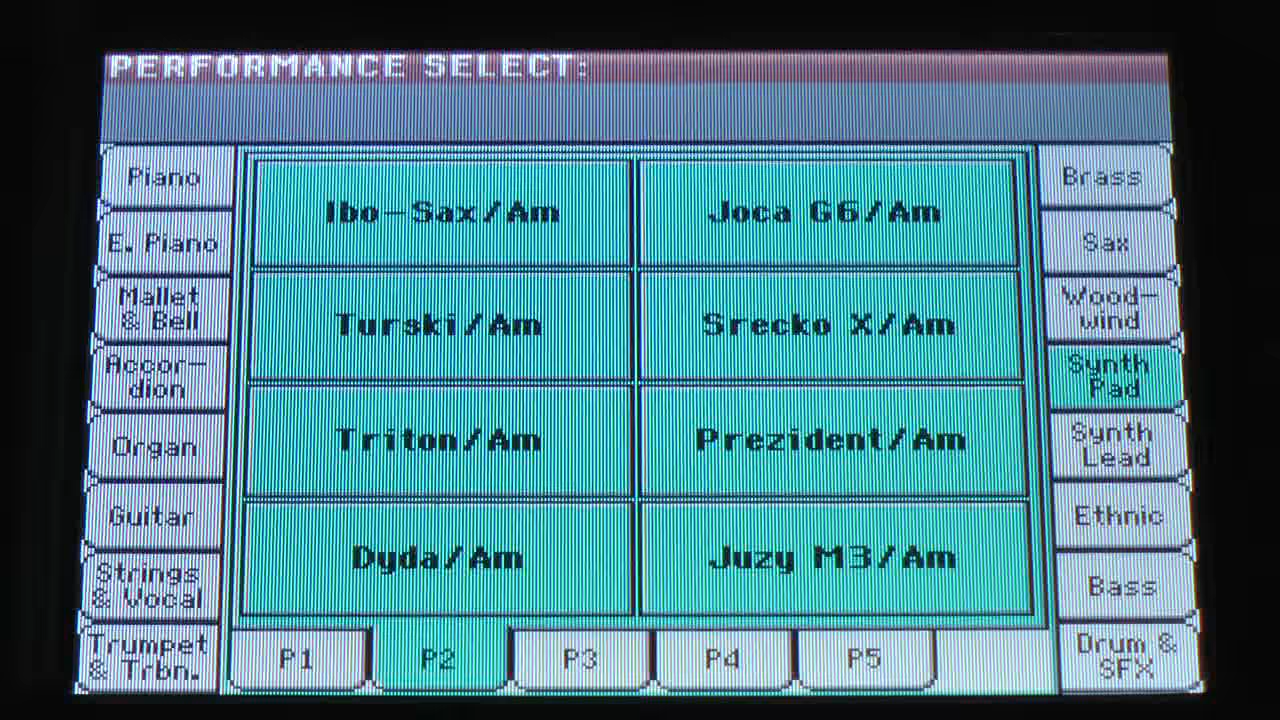 PERFORMANCE SELECT:
Piano
E. Piano
Mallet
& Bell
Accor-
dion
Organ
Guitar
Strings
& Vocal
Trumpet
& Trbn.
Ibo-Sax/Am
Joca G6/Am
Turski/Am
Srecko X/Am
Triton/Am
Prezident/Am
Dyda/Am
Juzy M3/Am
Brass
Sax
Wood-
wind
Synth
Pad
Synth
Lead
Ethnic
Bass
Drum &
SFX
P1
P2
P3
P4
P5